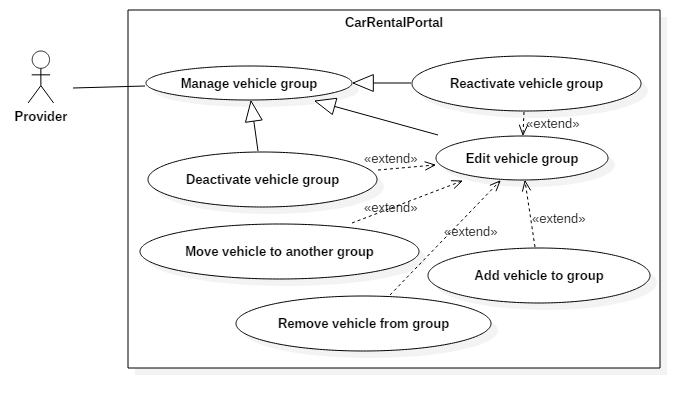 CarRentalPortal
Manage vehicle group
Reactivate vehicle group
Provider
«extend»
Edit vehicle group
«extend»
Deactivate vehicle group
«extend»
«extend»
«extend»
Move vehicle to another group
Add vehicle to group
Remove vehicle from group